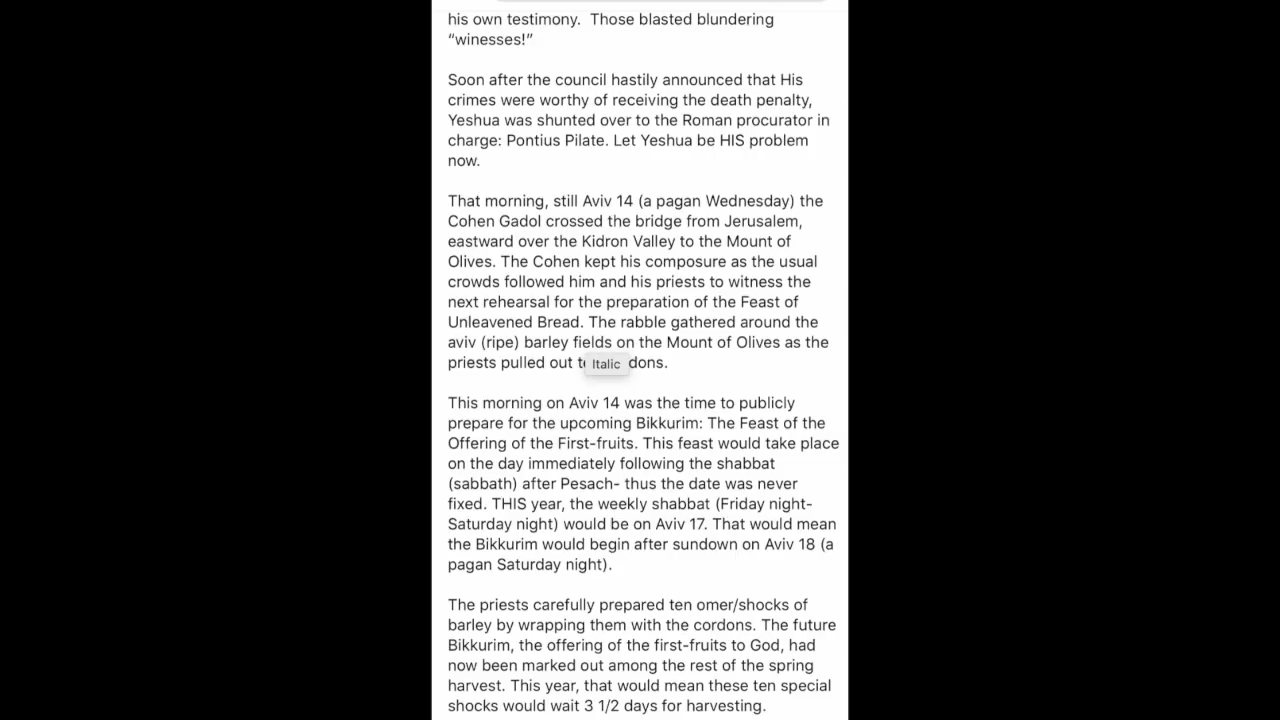 his own testimony.  Those blasted blundering
“winesses!”
Soon after the council hastily announced that His
crimes were worthy of receiving the death penalty,
Yeshua was shunted over to the Roman procurator in
charge: Pontius Pilate. Let Yeshua be HIS problem
now.
That morning, still Aviv 14 (a pagan Wednesday) the
Cohen Gadol crossed the bridge from Jerusalem,
eastward over the Kidron Valley to the Mount of
Olives. The Cohen kept his composure as the usual
crowds followed him and his priests to witness the
next rehearsal for the preparation of the Feast of
Unleavened Bread. The rabble gathered around the
aviv (ripe) barley fields on the Mount of Olives as the
priests pulled out Italic dons.
This morning on Aviv 14 was the time to publicly
prepare for the upcoming Bikkurim: The Feast of the
Offering of the First-fruits. This feast would take place
on the day immediately following the shabbat
(sabbath) after Pesach- thus the date was never
fixed. THIS year, the weekly shabbat (Friday night-
Saturday night) would be on Aviv 17. That would mean
the Bikkurim would begin after sundown on Aviv 18 (a
pagan Saturday night).
The priests carefully prepared ten omer/shocks of
barley by wrapping them with the cordons. The future
Bikkurim, the offering of the first-fruits to God, had
now been marked out among the rest of the spring
harvest. This year, that would mean these ten special
shocks would wait 3 1/2 days for harvesting.